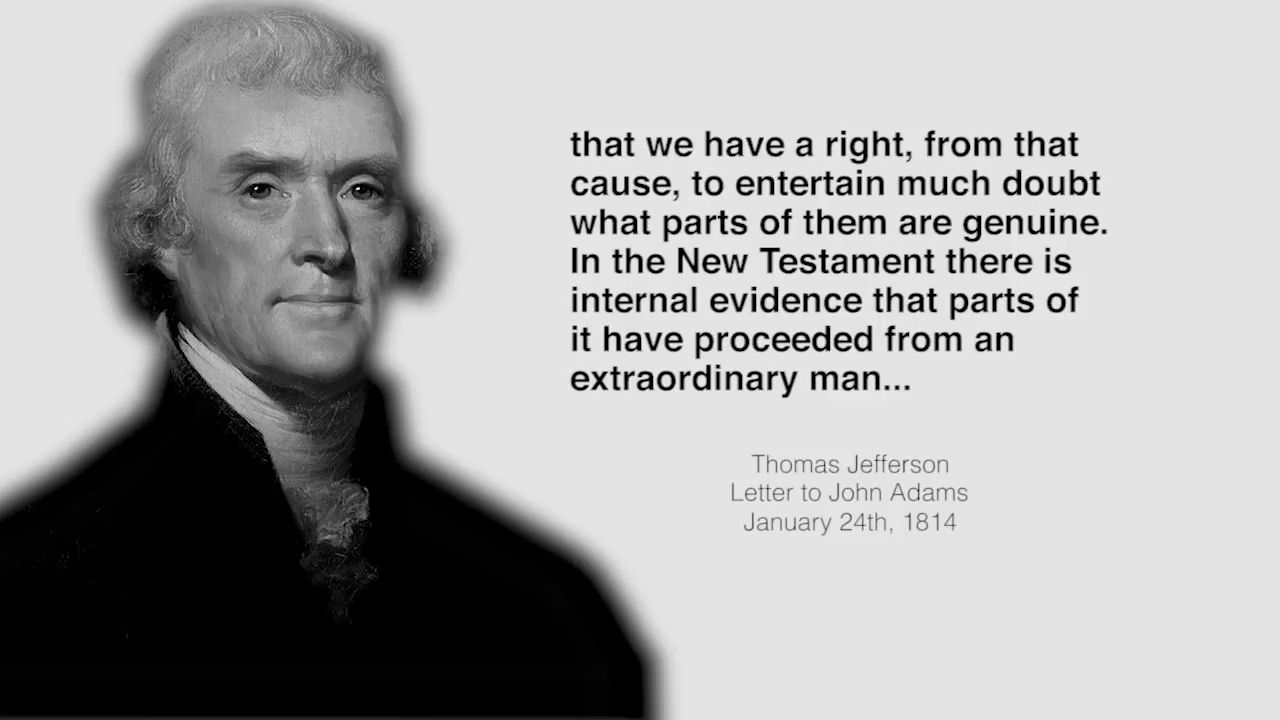 that we have a right, from that
cause, to entertain much doubt
what parts of them are genuine.
In the New Testament there is
internal evidence that parts of
it have proceeded from an
extraordinary man...
Thomas Jefferson
Letter to John Adams
January 24th, 1814